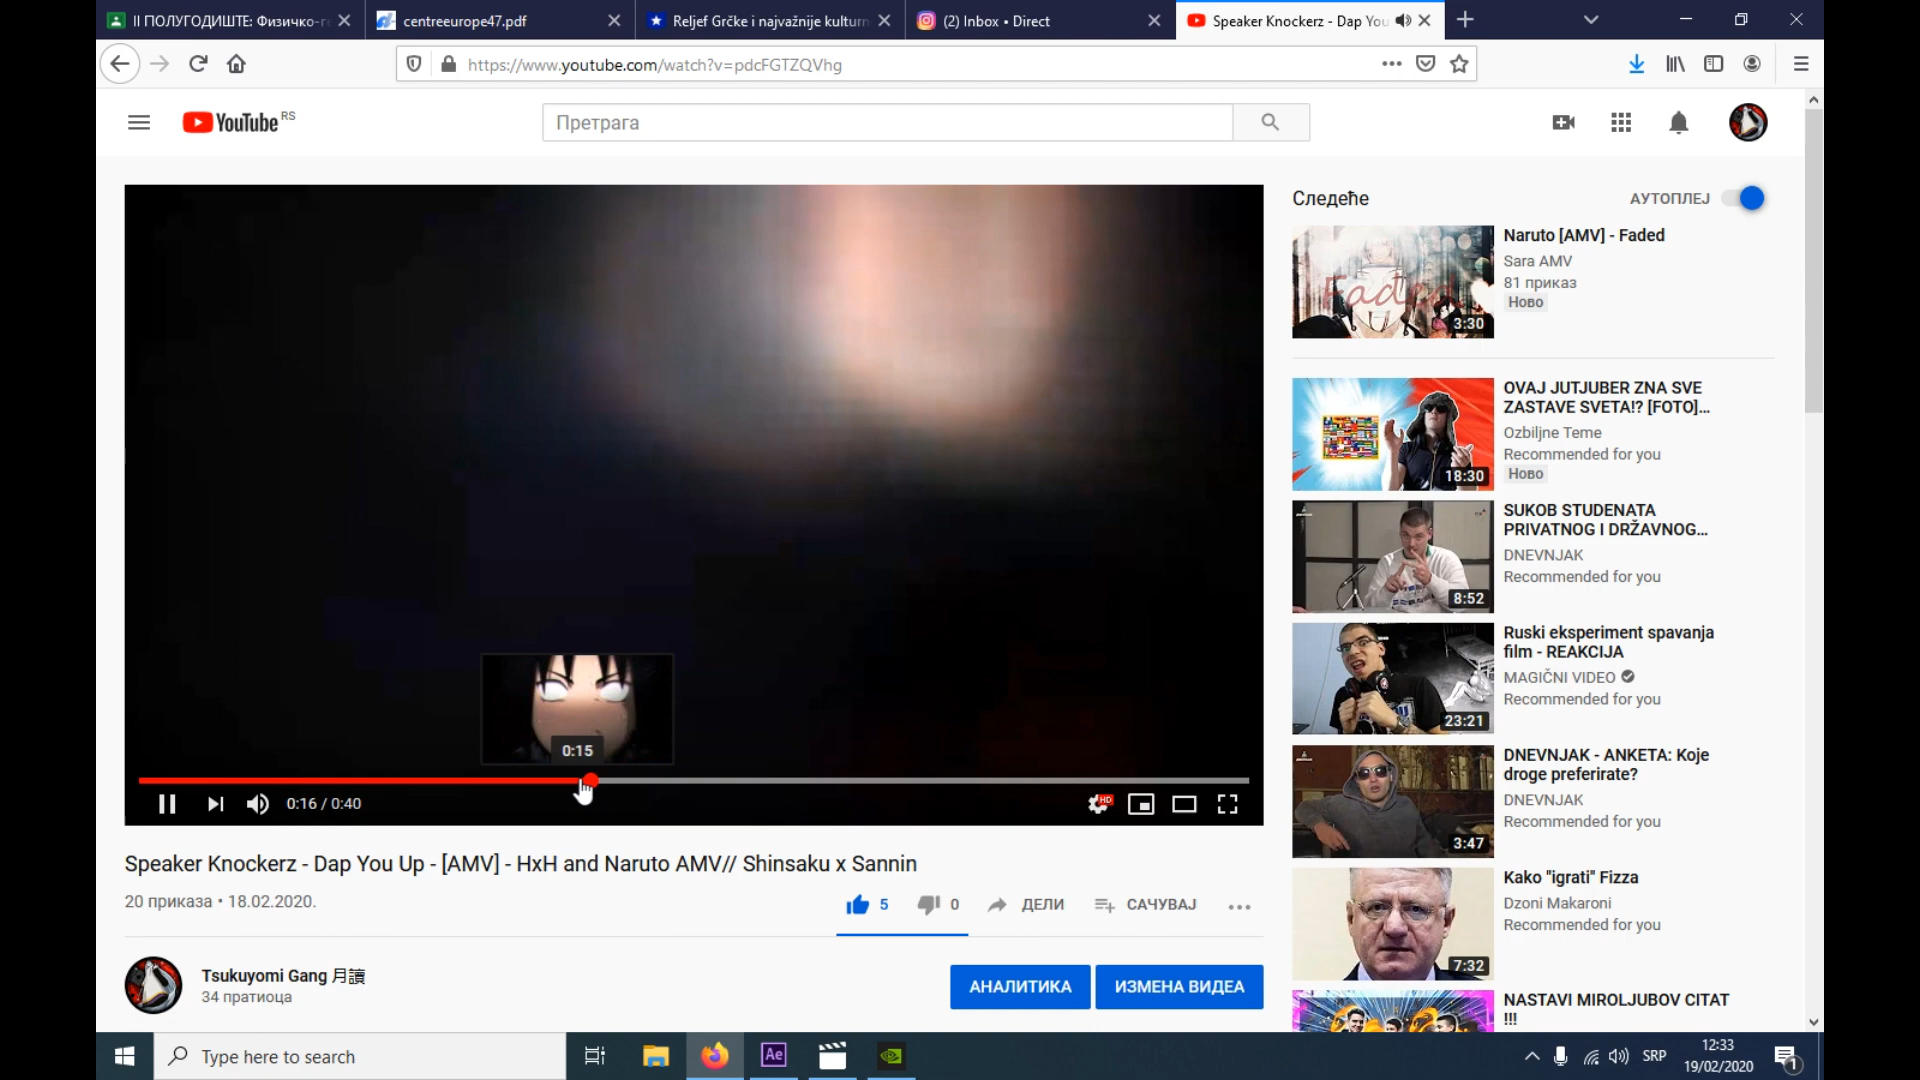 II ПОЛУГОДИШТЕ: Физичко-г
centreeurope47.pdf
Reljef Grčke i najvažnije kulturn
(2) Inbox • Direct
Speaker Knockerz - Dap You
https://www.youtube.com/watch?v=pdcFGTZQVhg
YouTube RS
Претрага
Следеће
АУТОПЛЕЈ
Faded
3:30
Naruto [AMV] - Faded
Sara AMV
81 приказ
Ново
18:30
OVAJ JUTJUBER ZNA SVE
ZASTAVE SVETA!? [FOTO]...
Ozbiljne Teme
Recommended for you
Ново
8:52
SUKOB STUDENATA
PRIVATNOG I DRŽAVNOG...
DNEVNJAK
Recommended for you
23:21
Ruski eksperiment spavanja
film - REAKCIJA
MAGIČNI VIDEO
Recommended for you
3:47
DNEVNJAK - ANKETA: Koje
droge preferirate?
DNEVNJAK
Recommended for you
7:32
Kako "igrati" Fizza
Dzoni Makaroni
Recommended for you
NASTAVI MIROLJUBOV CITAT
!!!
0:15
0:16 / 0:40
HD
Speaker Knockerz - Dap You Up - [AMV] - HxH and Naruto AMV// Shinsaku x Sannin
20 приказа • 18.02.2020.
5
0
ДЕЛИ
САЧУВАЈ
Tsukuyomi Gang 月讀
34 пратиоца
АНАЛИТИКА
ИЗМЕНА ВИДЕА
Type here to search
Ae
SRP
12:33
19/02/2020
1